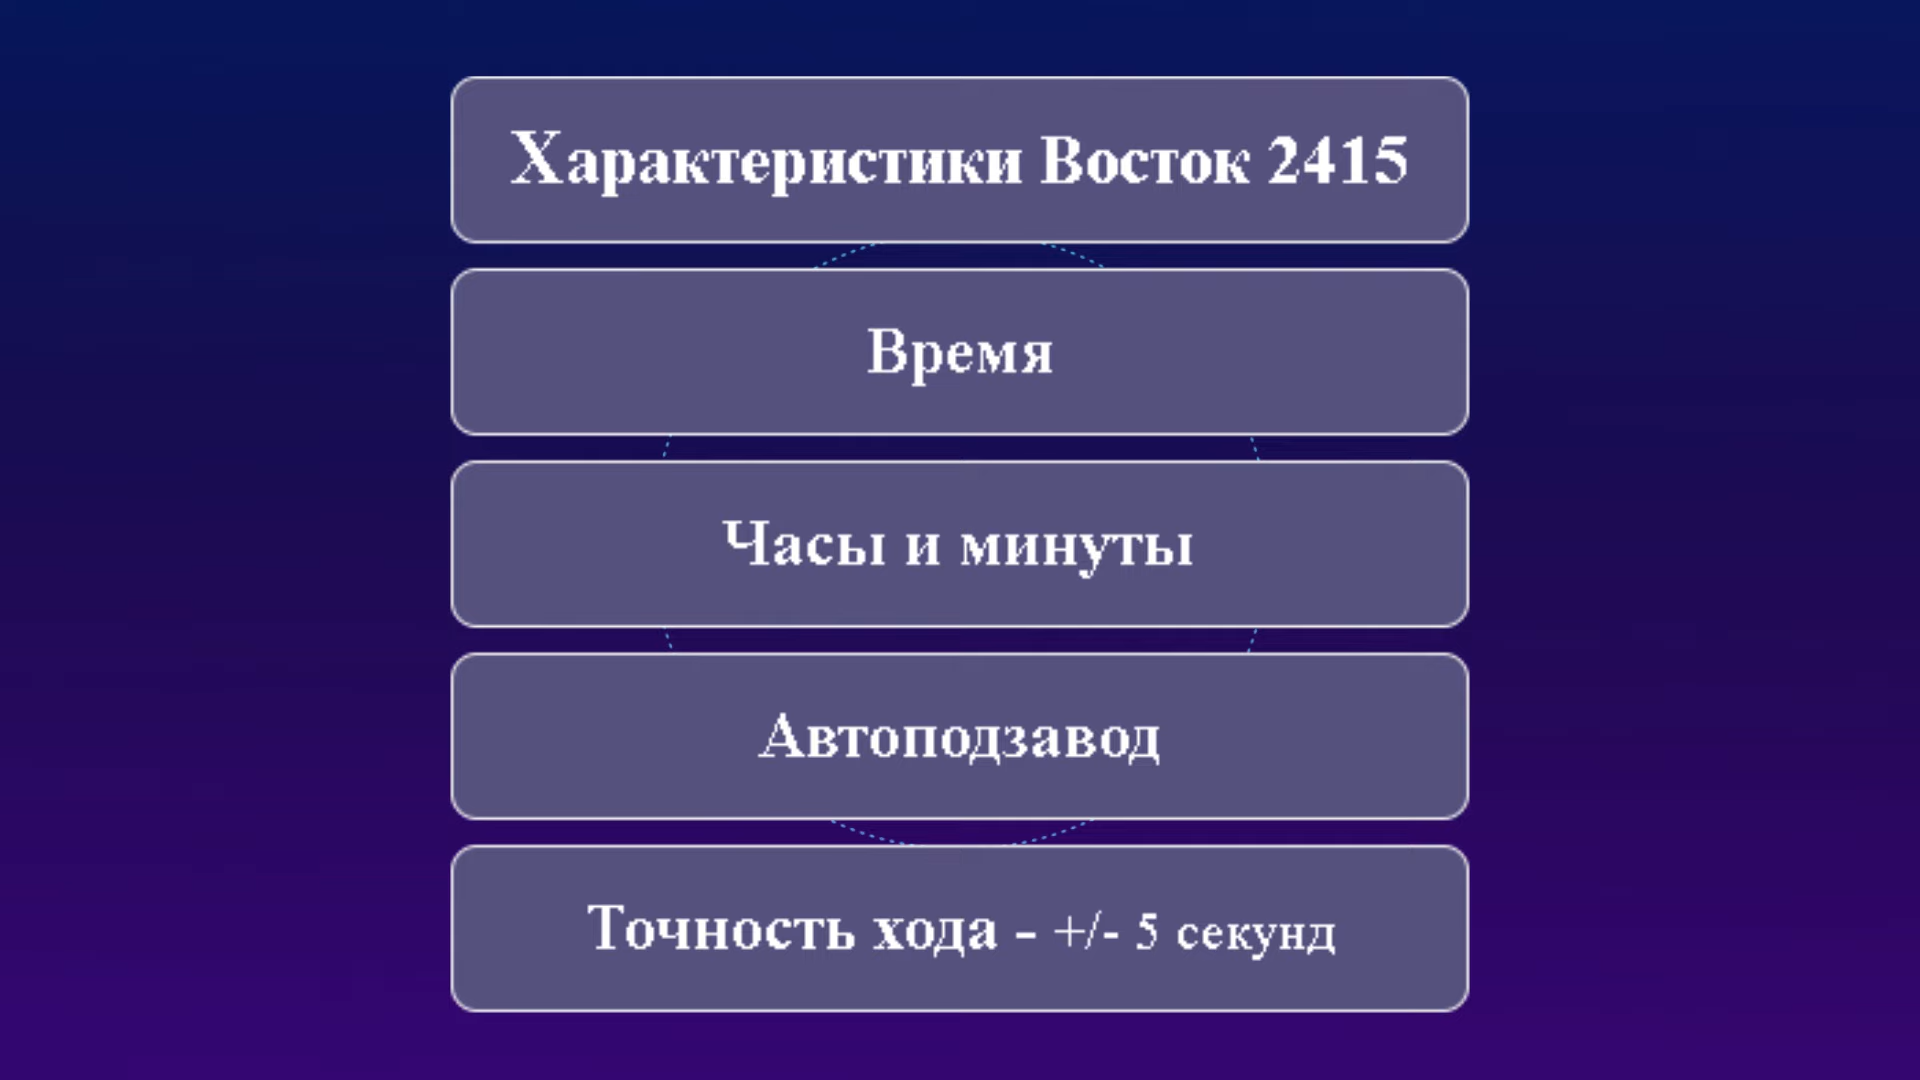 Характеристики Восток 2415
Время
Часы и минуты
Автоподзавод
Точность хода - +/- 5 секунд